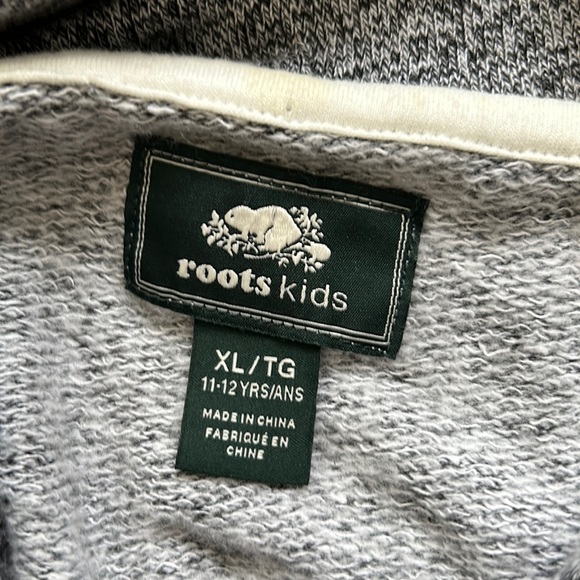 roots kids
XL/TG
11-12 YRS/ANS
MADE IN CHINA
FABRIQUÉ EN
CHINE